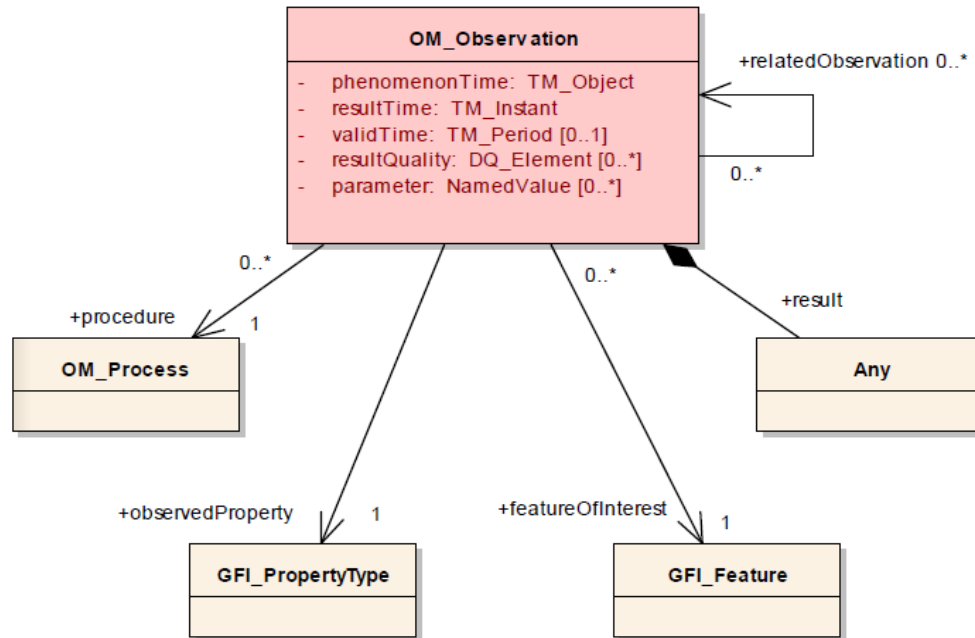 OM_Observation
- phenomenonTime: TM_Object
- resultTime: TM_Instant
- validTime: TM_Period [0..1]
- resultQuality: DQ_Element [0..*]
- parameter: NamedValue [0..*]
+relatedObservation 0..*
0..*
0..*
+procedure
1
0..*
+result
OM_Process
Any
+observedProperty
1
+featureOfInterest
1
GFI_PropertyType
GFI_Feature